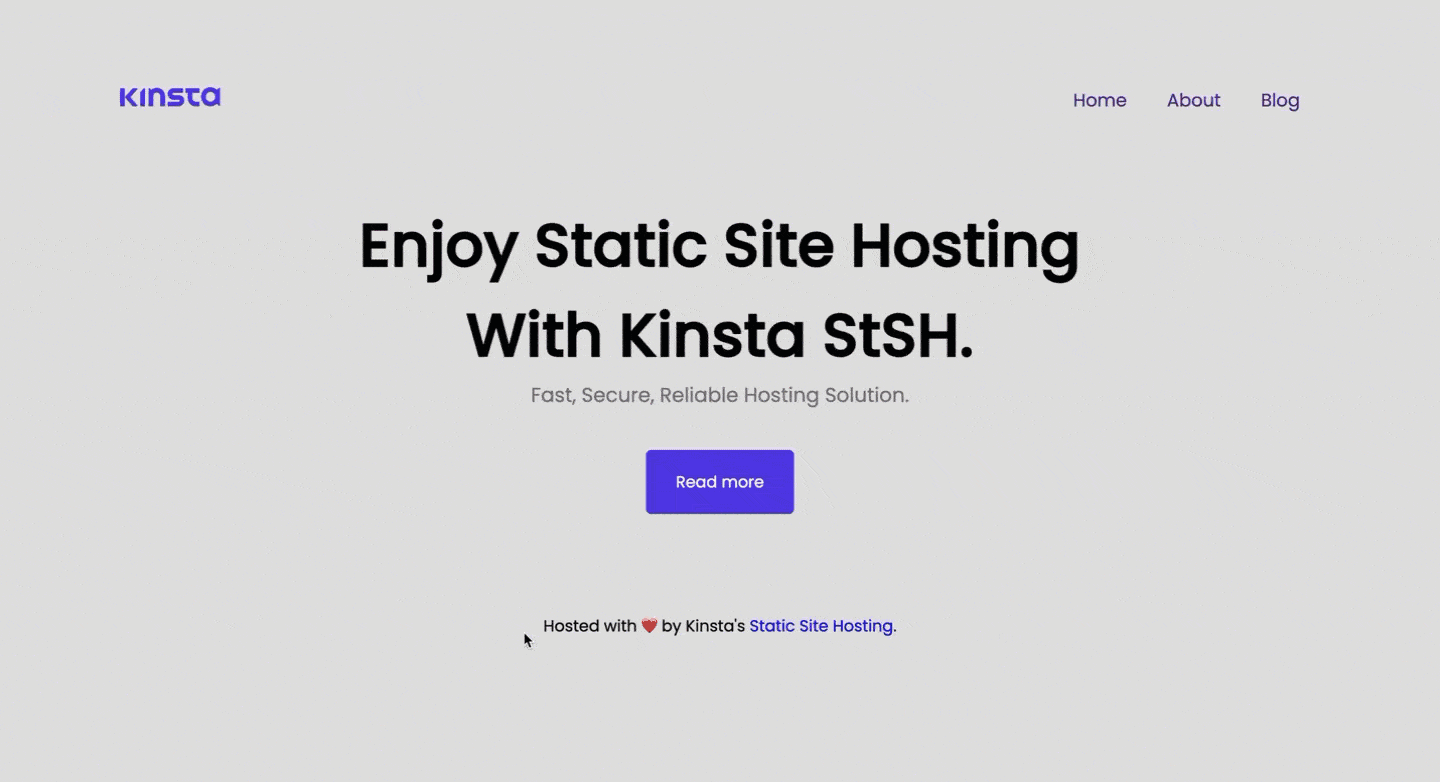 Kinsta
Home About Blog
Enjoy Static Site Hosting
With Kinsta StSH.
Fast, Secure, Reliable Hosting Solution.
Read more
Hosted with ❤️ by Kinsta's Static Site Hosting.